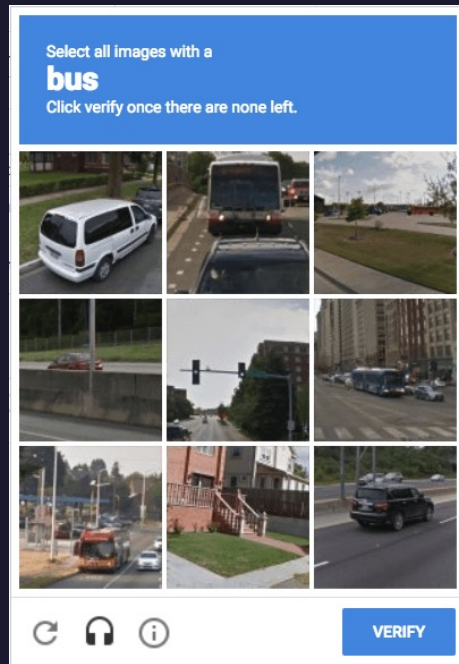 Select all images with a
bus
Click verify once there are none left.
VERIFY